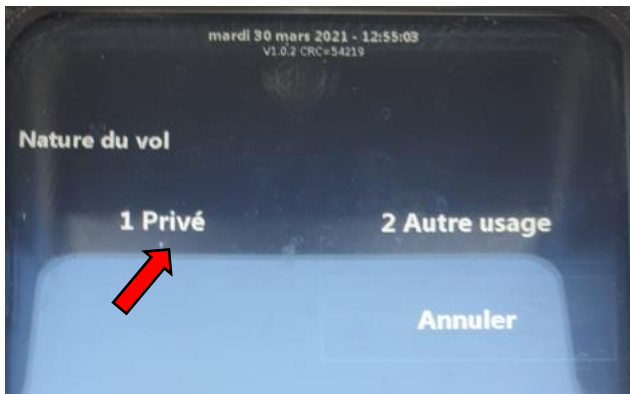 mardi 30 mars 2021 - 12:55:03
V1.0.2 CRC=54219
Nature du vol
1 Privé
2 Autre usage
Annuler